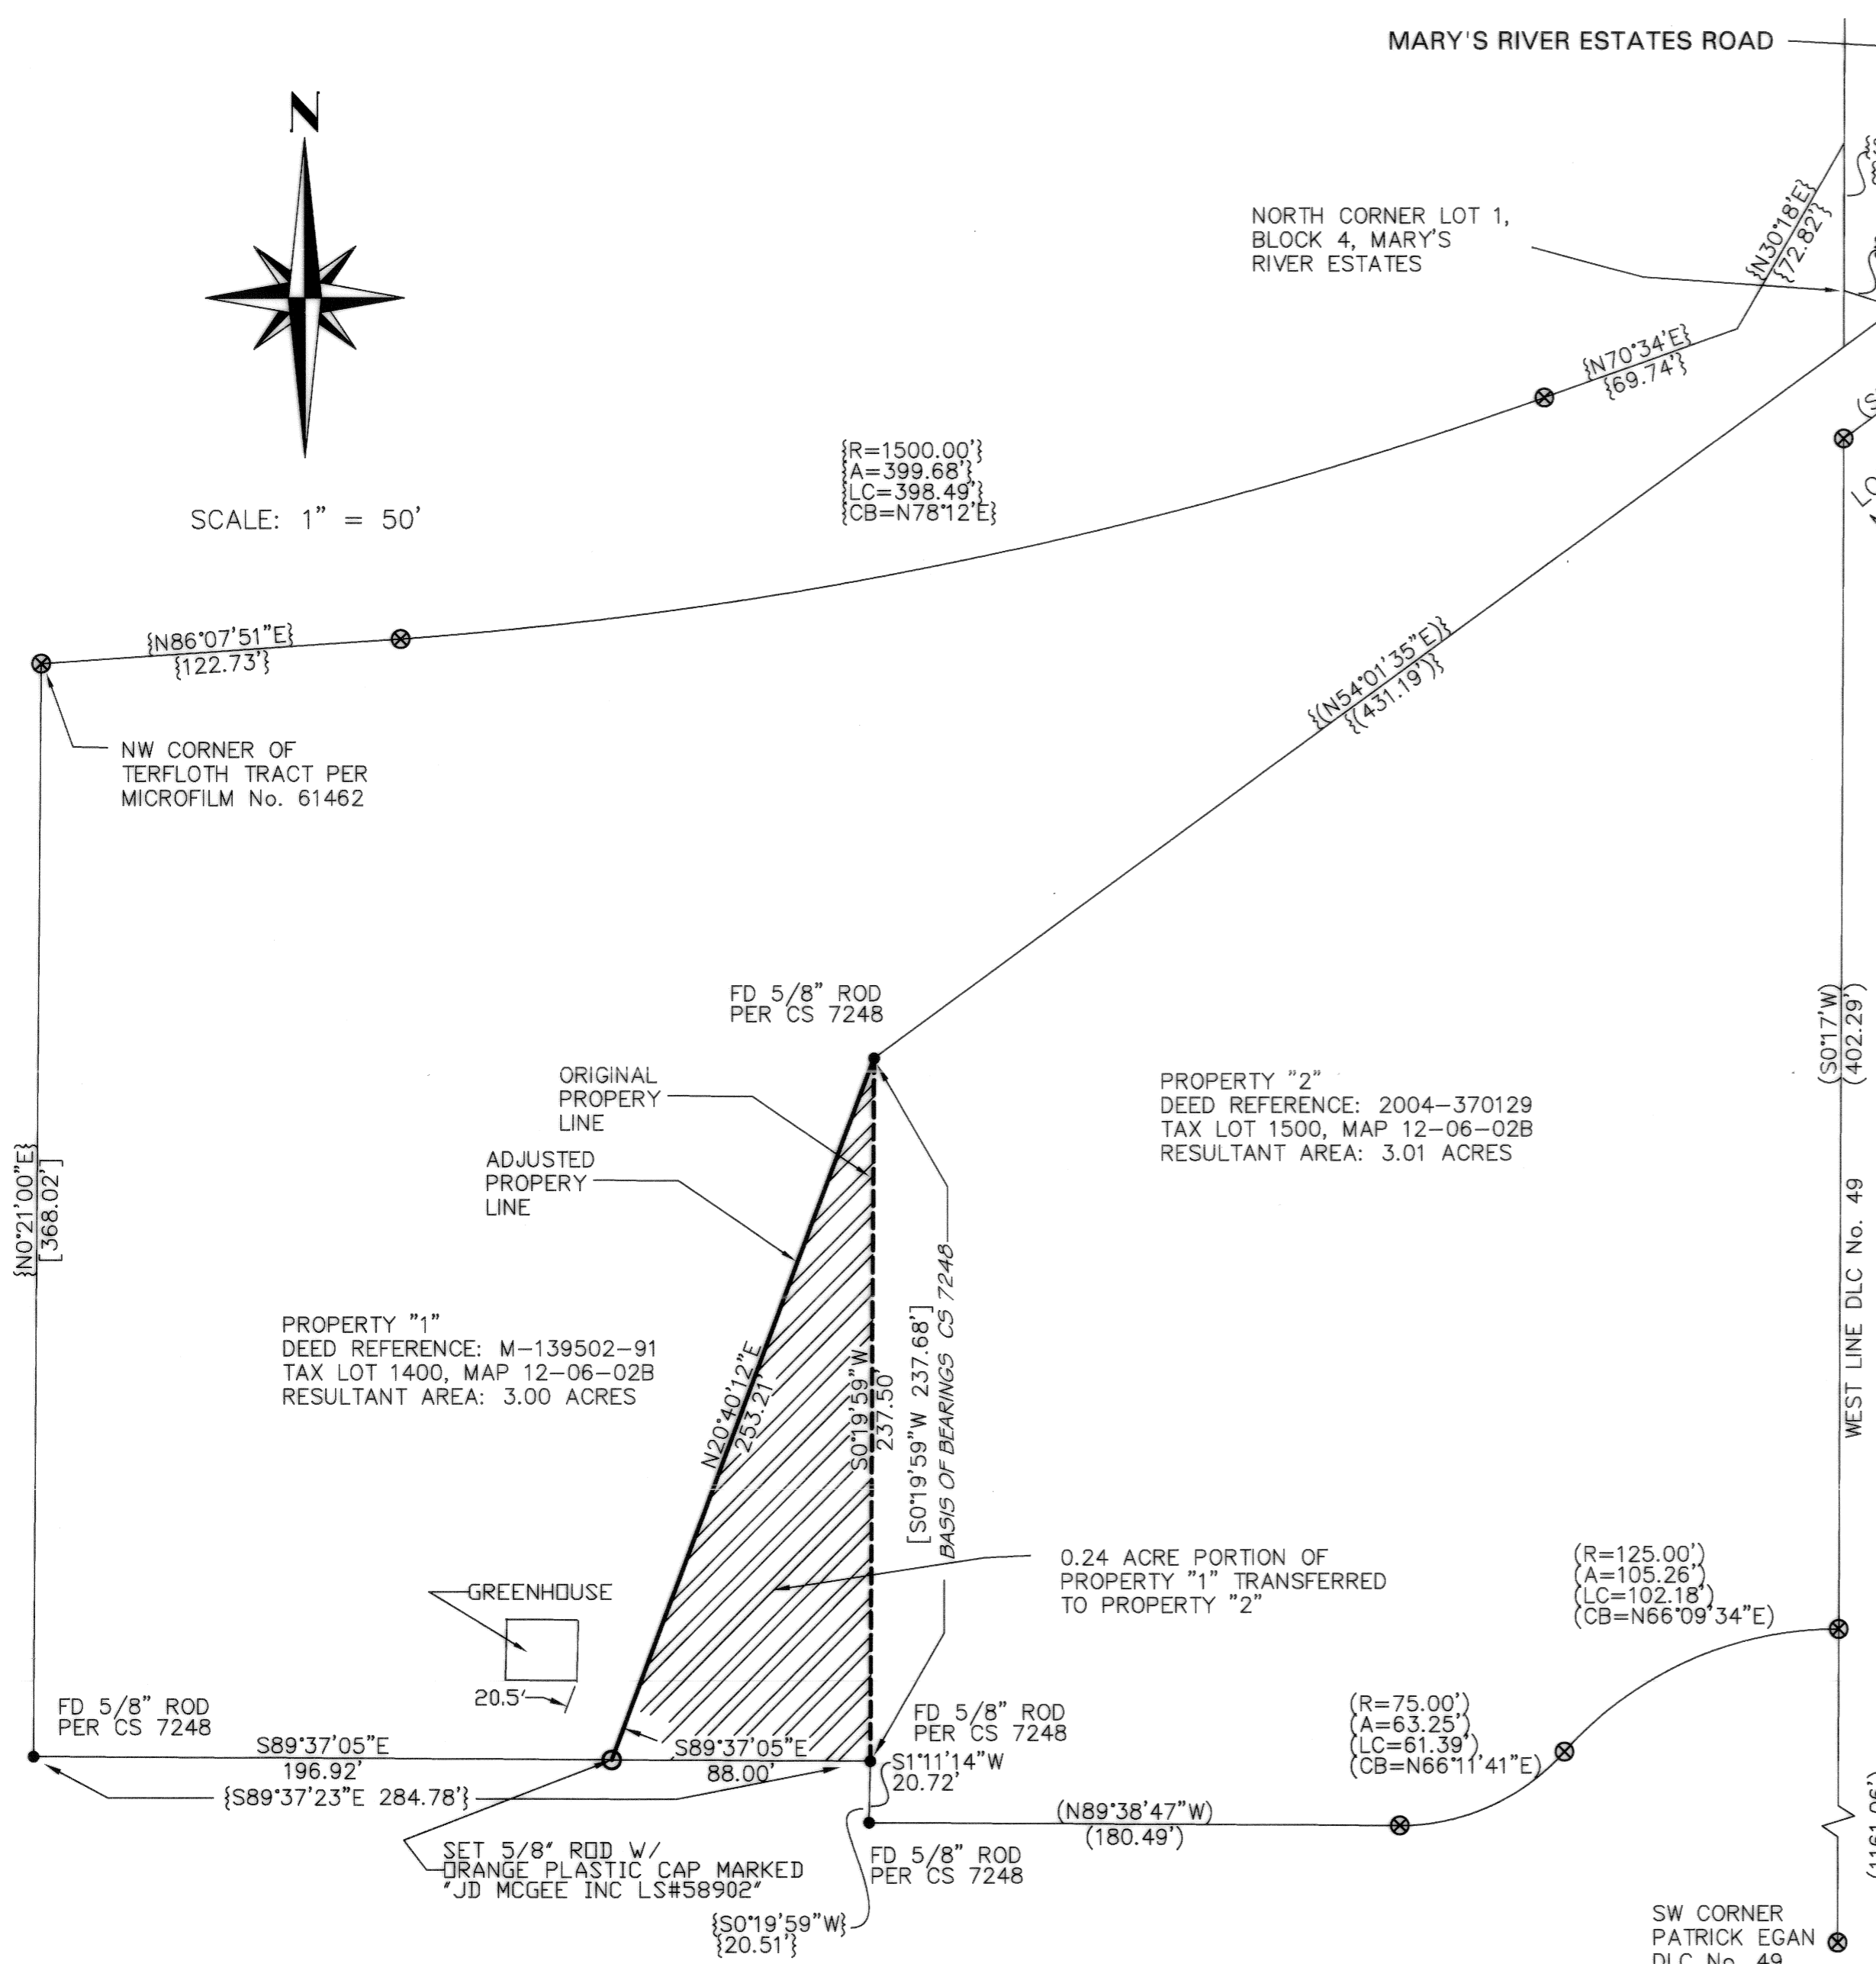 MARY'S RIVER ESTATES ROAD
N
SCALE: 1" = 50'
NORTH CORNER LOT 1,
BLOCK 4, MARY'S
RIVER ESTATES
{N30°18'E}
{72.82'}
{N70°34'E}
{69.74'}
{R=1500.00'}
{A=399.68'}
{LC=398.49'}
{CB=N78°12'E}
{N86°07'51"E}
{122.73'}
NW CORNER OF
TERFLOTH TRACT PER
MICROFILM No. 61462
{(N54°01'35"E)}
{(431.19')}
FD 5/8" ROD
PER CS 7248
ORIGINAL
PROPERY
LINE
ADJUSTED
PROPERY
LINE
PROPERTY "2"
DEED REFERENCE: 2004-370129
TAX LOT 1500, MAP 12-06-02B
RESULTANT AREA: 3.01 ACRES
(S0°17'W)
(402.29')
WEST LINE DLC No. 49
{N0°21'00"E}
[368.02']
PROPERTY "1"
DEED REFERENCE: M-139502-91
TAX LOT 1400, MAP 12-06-02B
RESULTANT AREA: 3.00 ACRES
N20°40'12"E
253.21'
S0°19'59"W
237.50'
[S0°19'59"W 237.68']
BASIS OF BEARINGS CS 7248
0.24 ACRE PORTION OF
PROPERTY "1" TRANSFERRED
TO PROPERTY "2"
GREENHOUSE
20.5'
(R=125.00')
(A=105.26')
(LC=102.18')
(CB=N66°09'34"E)
(R=75.00')
(A=63.25')
(LC=61.39')
(CB=N66°11'41"E)
FD 5/8" ROD
PER CS 7248
S89°37'05"E
196.92'
{S89°37'23"E 284.78'}
S89°37'05"E
88.00'
FD 5/8" ROD
PER CS 7248
S1°11'14"W
20.72'
(N89°38'47"W)
(180.49')
FD 5/8" ROD
PER CS 7248
SET 5/8" ROD W/
ORANGE PLASTIC CAP MARKED
"JD MCGEE INC LS#58902"
{S0°19'59"W}
{20.51'}
(1161.06')
SW CORNER
PATRICK EGAN
DLC No. 49